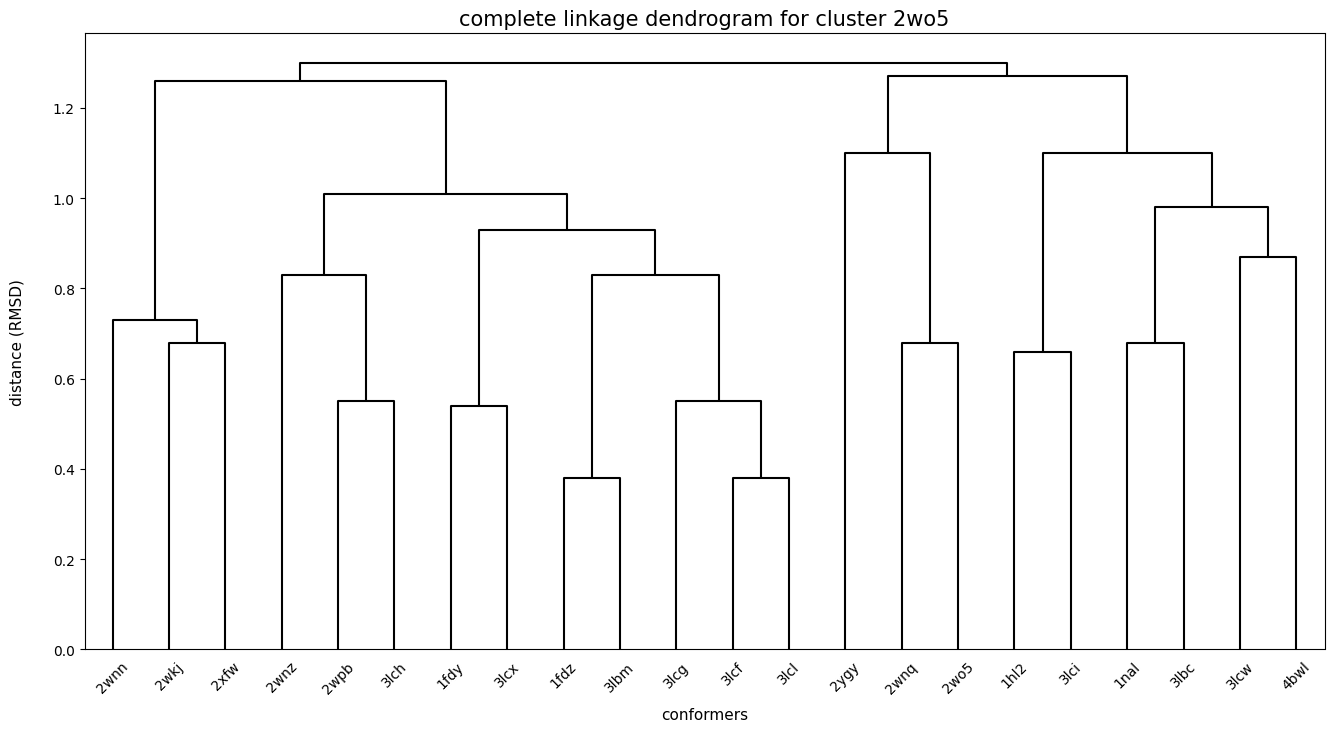 complete linkage dendrogram for cluster 2wo5
distance (RMSD)
1.2
1.0
0.8
0.6
0.4
0.2
0.0
2wnn 2wkj 2xfw 2wnz 2wpb 3lch 1fdy 3lcx 1fdz 3lbm 3lcg 3lcf 3lcl 2ygy 2wnq 2wo5 1hl2 3lci 1nal 3lbc 3lcw 4bwl
conformers